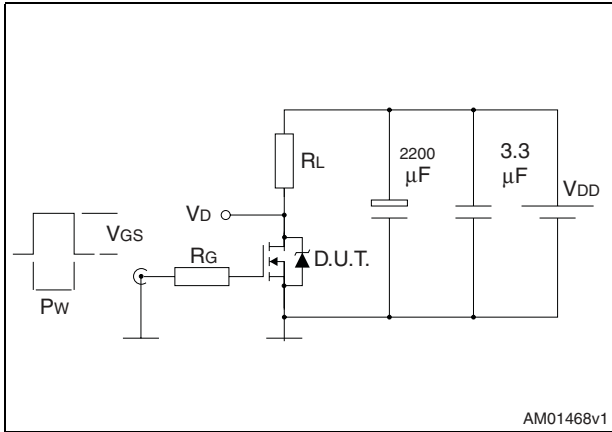 RL
2200
μF
3.3
μF
VDD
VD
VGS
RG
D.U.T.
PW
AM01468v1